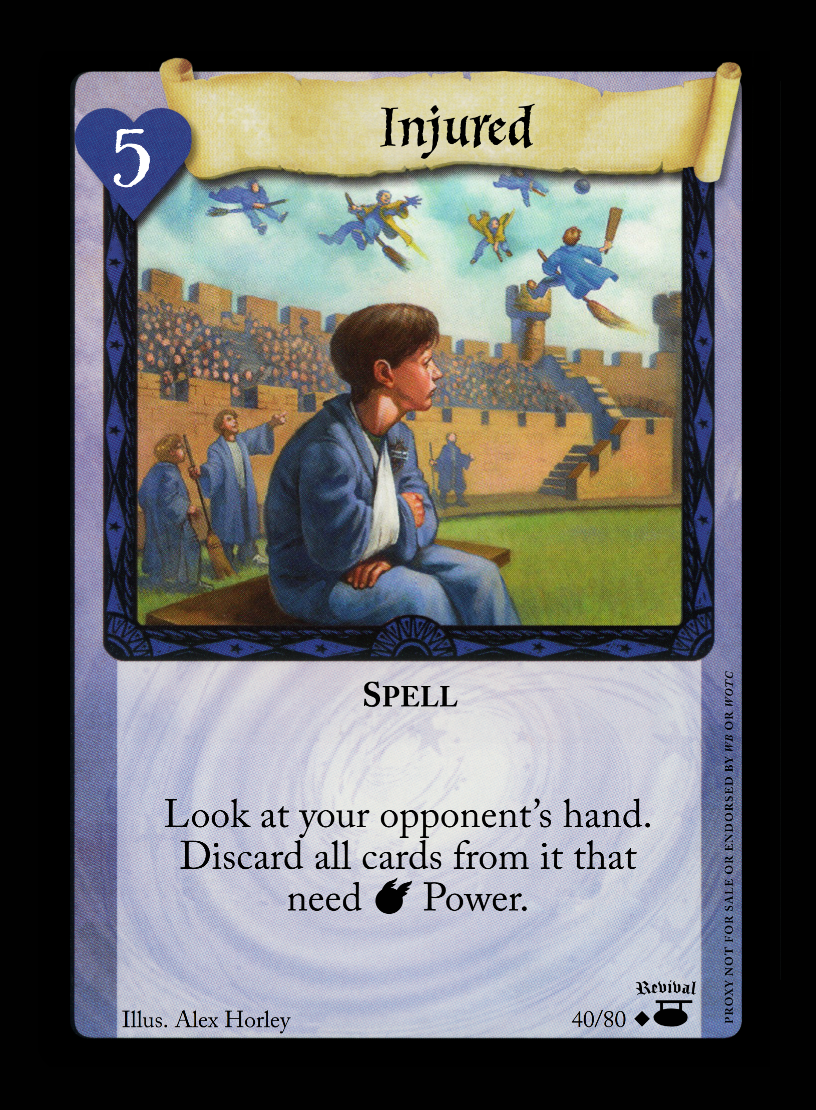 Injured
5
SPELL
Look at your opponent's hand.
Discard all cards from it that
need Power.
Illus. Alex Horley
40/80
Revival
PROXY NOT FOR SALE OR ENDORSED BY WB OR WOTC